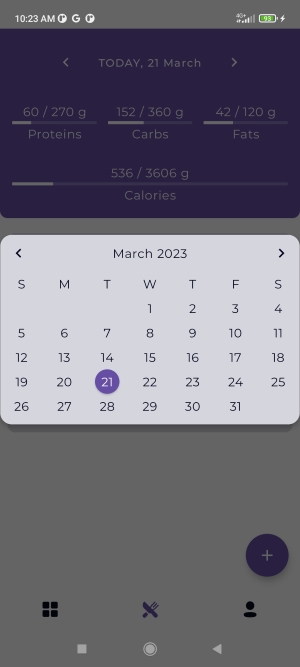 10:23 AM
4G+
93
TODAY, 21 March
60 / 270 g 152 / 360 g 42 / 120 g
Proteins Carbs Fats
536 / 3606 g
Calories
March 2023
S M T W T F S
1 2 3 4
5 6 7 8 9 10 11
12 13 14 15 16 17 18
19 20 21 22 23 24 25
26 27 28 29 30 31